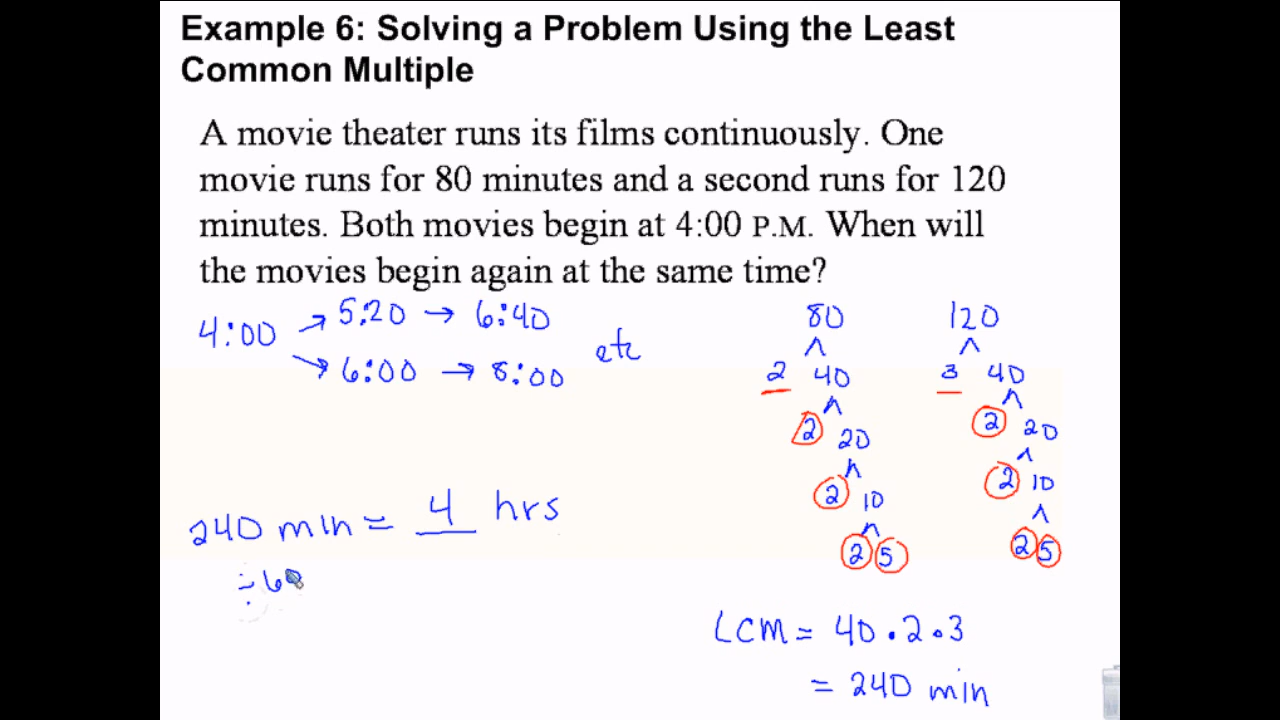 Example 6: Solving a Problem Using the Least
Common Multiple
A movie theater runs its films continuously. One
movie runs for 80 minutes and a second runs for 120
minutes. Both movies begin at 4:00 P.M. When will
the movies begin again at the same time?
4:00 → 5:20 → 6:40
→ 6:00 → 8:00 etc
80
2 40
2 20
2 10
2 5
120
3 40
2 20
2 10
2 5
240 min = 4 hrs
÷ 60
LCM = 40 · 2 · 3
= 240 min